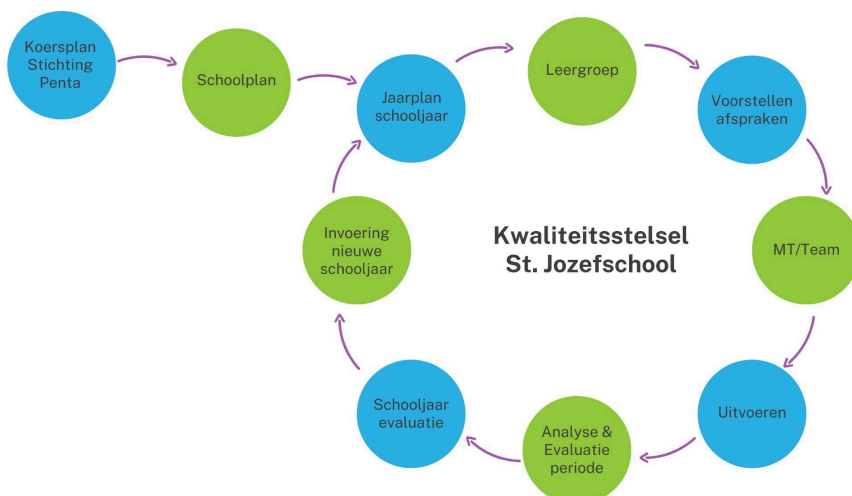 Koersplan
Stichting
Penta
Schoolplan
Jaarplan
schooljaar
Leergroep
Voorstellen
afspraken
MT/Team
Uitvoeren
Analyse &
Evaluatie
periode
Schooljaar
evaluatie
Invoering
nieuwe
schooljaar
Kwaliteitsstelsel
St. Jozefschool